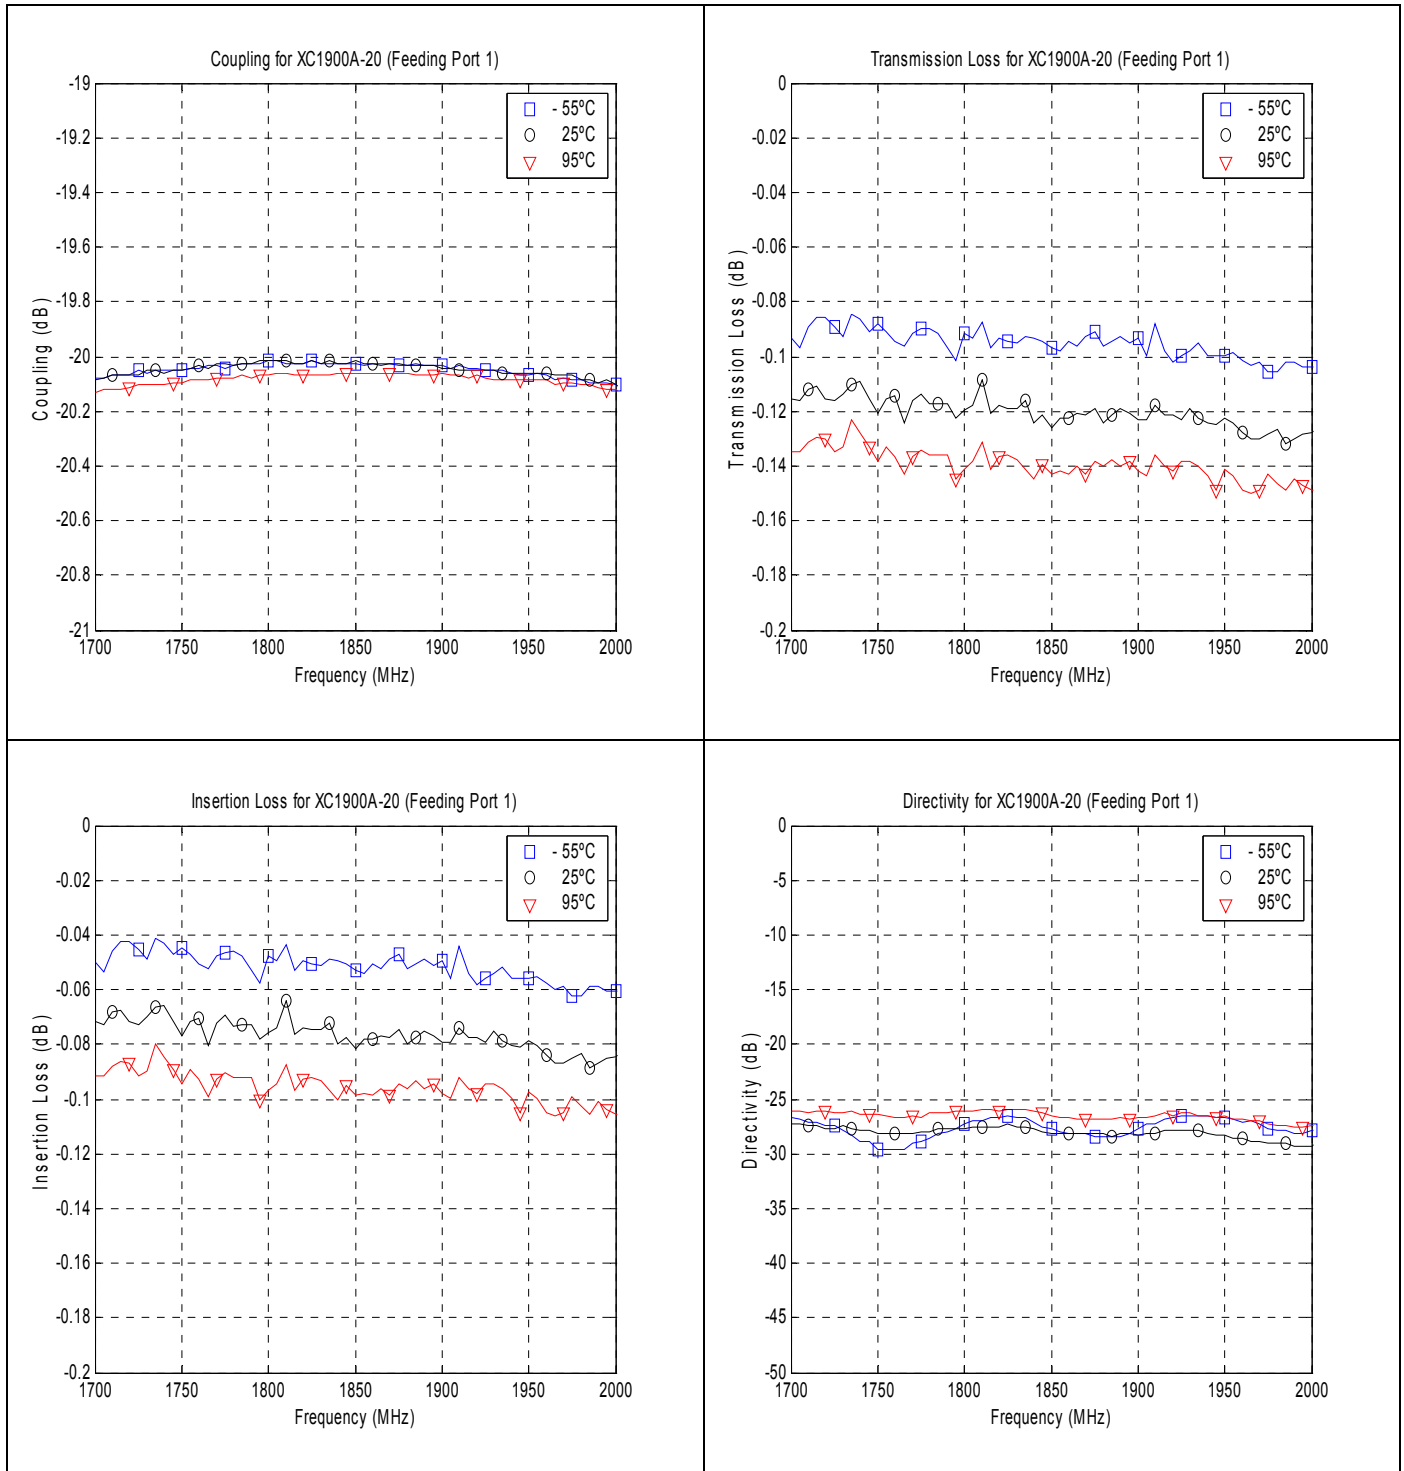 Coupling for XC1900A-20 (Feeding Port 1)
-19
-19.2
-19.4
-19.6
-19.8
-20
-20.2
-20.4
-20.6
-20.8
-21
Coupling (dB)
1700 1750 1800 1850 1900 1950 2000
Frequency (MHz)
- 55ºC
25ºC
95ºC
Transmission Loss for XC1900A-20 (Feeding Port 1)
0
-0.02
-0.04
-0.06
-0.08
-0.1
-0.12
-0.14
-0.16
-0.18
-0.2
Transmission Loss (dB)
1700 1750 1800 1850 1900 1950 2000
Frequency (MHz)
- 55ºC
25ºC
95ºC
Insertion Loss for XC1900A-20 (Feeding Port 1)
0
-0.02
-0.04
-0.06
-0.08
-0.1
-0.12
-0.14
-0.16
-0.18
-0.2
Insertion Loss (dB)
1700 1750 1800 1850 1900 1950 2000
Frequency (MHz)
- 55ºC
25ºC
95ºC
Directivity for XC1900A-20 (Feeding Port 1)
0
-5
-10
-15
-20
-25
-30
-35
-40
-45
-50
Directivity (dB)
1700 1750 1800 1850 1900 1950 2000
Frequency (MHz)
- 55ºC
25ºC
95ºC